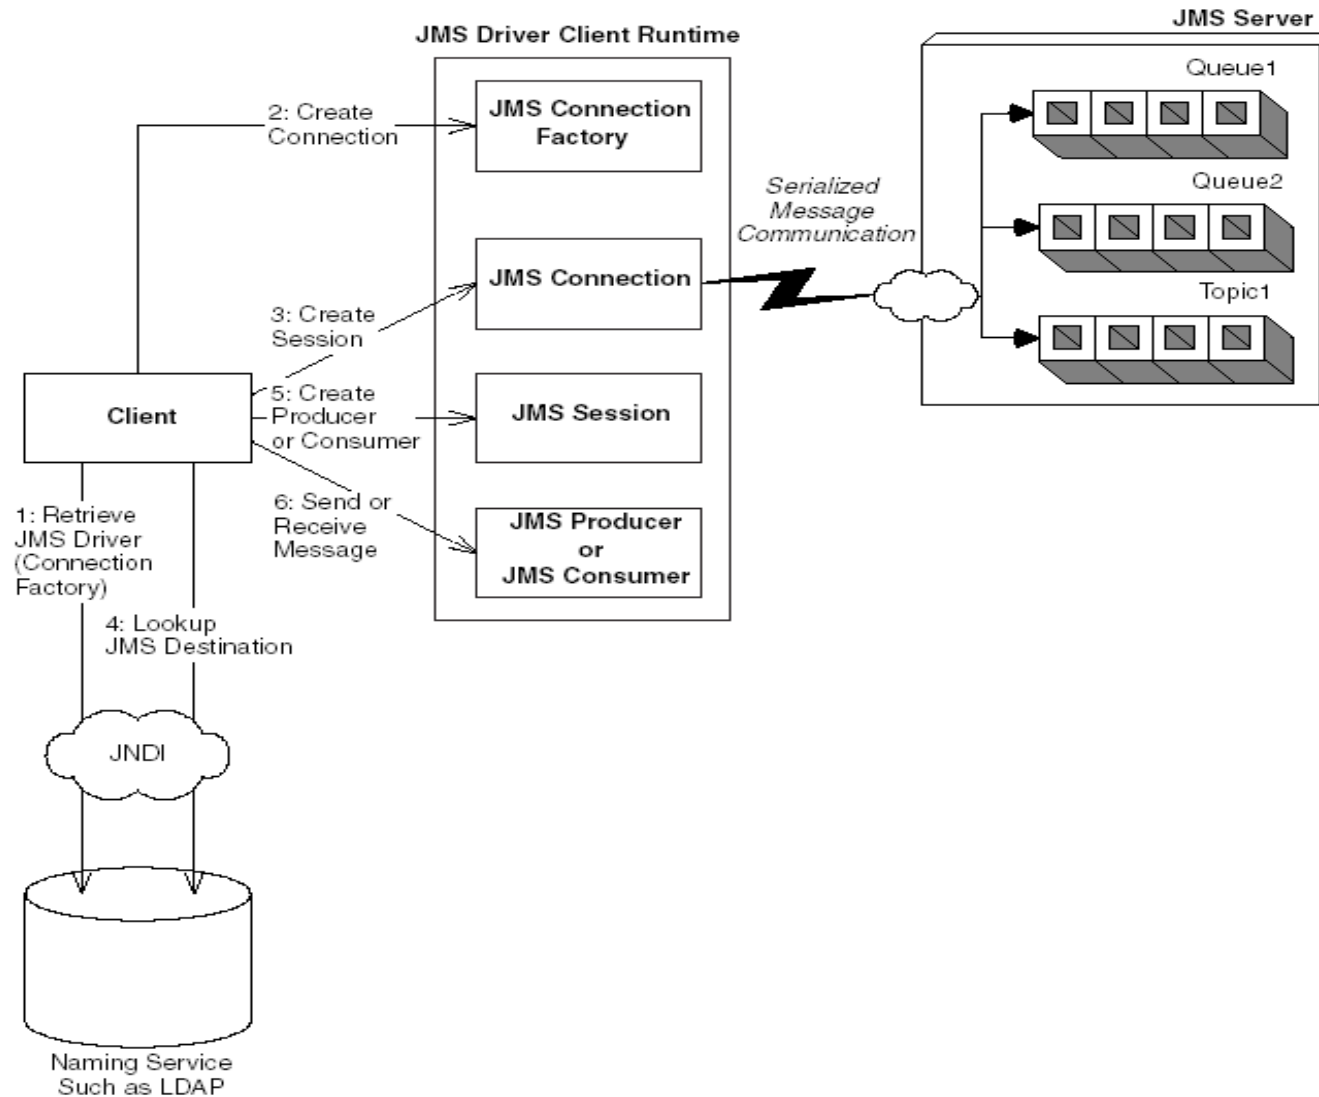 JMS Server
JMS Driver Client Runtime
Queue1
2: Create
Connection
JMS Connection
Factory
Serialized
Message
Communication
Queue2
JMS Connection
Topic1
3: Create
Session
Client
5: Create
Producer
or Consumer
JMS Session
1: Retrieve
JMS Driver
(Connection
Factory)
6: Send or
Receive
Message
JMS Producer
or
JMS Consumer
4: Lookup
JMS Destination
JNDI
Naming Service
Such as LDAP